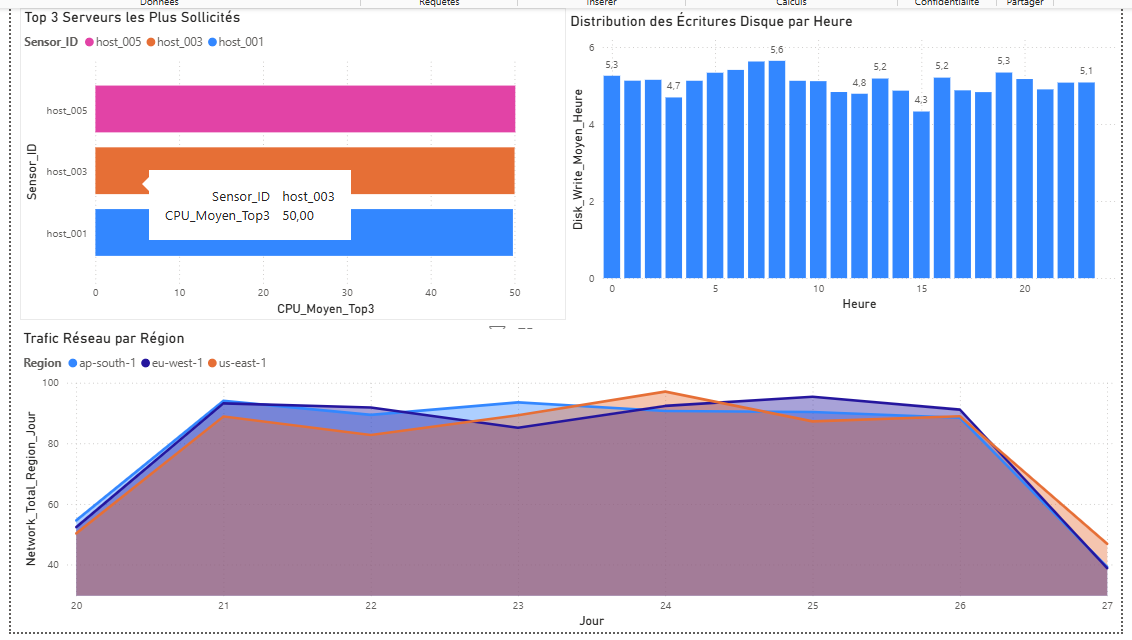 Données Requêtes Insérer Calculs Confidentialité Partager
Top 3 Serveurs les Plus Sollicités
Sensor_ID host_005 host_003 host_001
Sensor_ID
host_005
host_003
host_001
Sensor_ID host_003
CPU_Moyen_Top3 50,00
0 10 20 30 40 50
CPU_Moyen_Top3
Distribution des Écritures Disque par Heure
Disk_Write_Moyen_Heure
6
4
2
0
5,3 4,7 5,6 4,8 5,2 4,3 5,2 5,3 5,1
0 5 10 15 20
Heure
Trafic Réseau par Région
Region ap-south-1 eu-west-1 us-east-1
Network_Total_Region_Jour
100
80
60
40
20 21 22 23 24 25 26 27
Jour